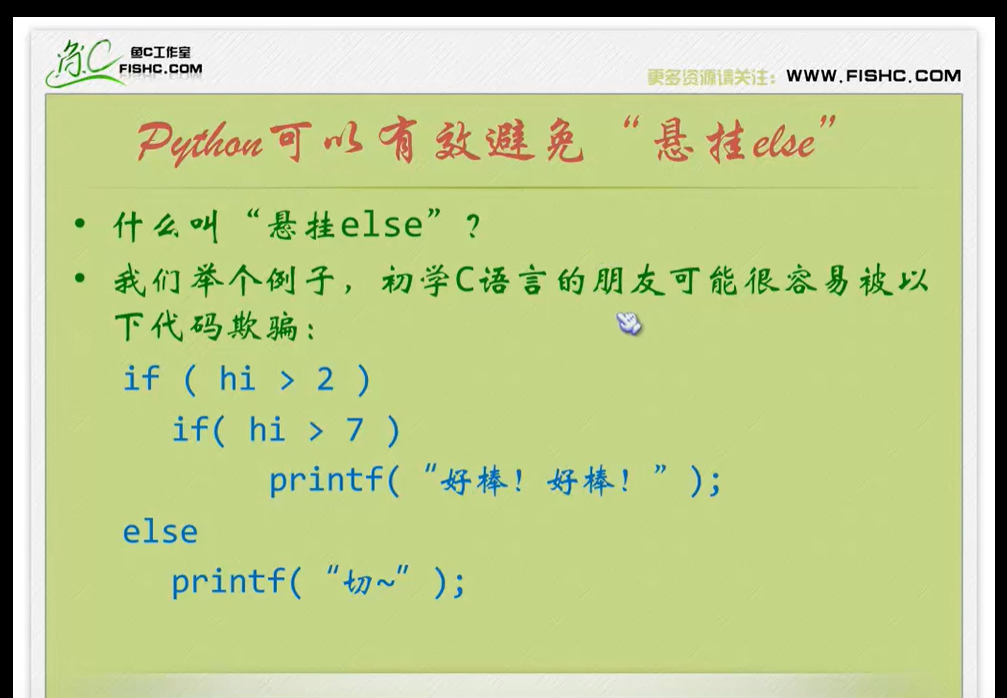 鱼C工作室
FISHC.COM
更多资源请关注：WWW.FISHC.COM
Python可以有效避免“悬挂else”
• 什么叫“悬挂else”？
• 我们举个例子，初学C语言的朋友可能很容易被以
下代码欺骗：
if ( hi > 2 )
if( hi > 7 )
printf(“好棒！好棒！”);
else
printf(“切~”);